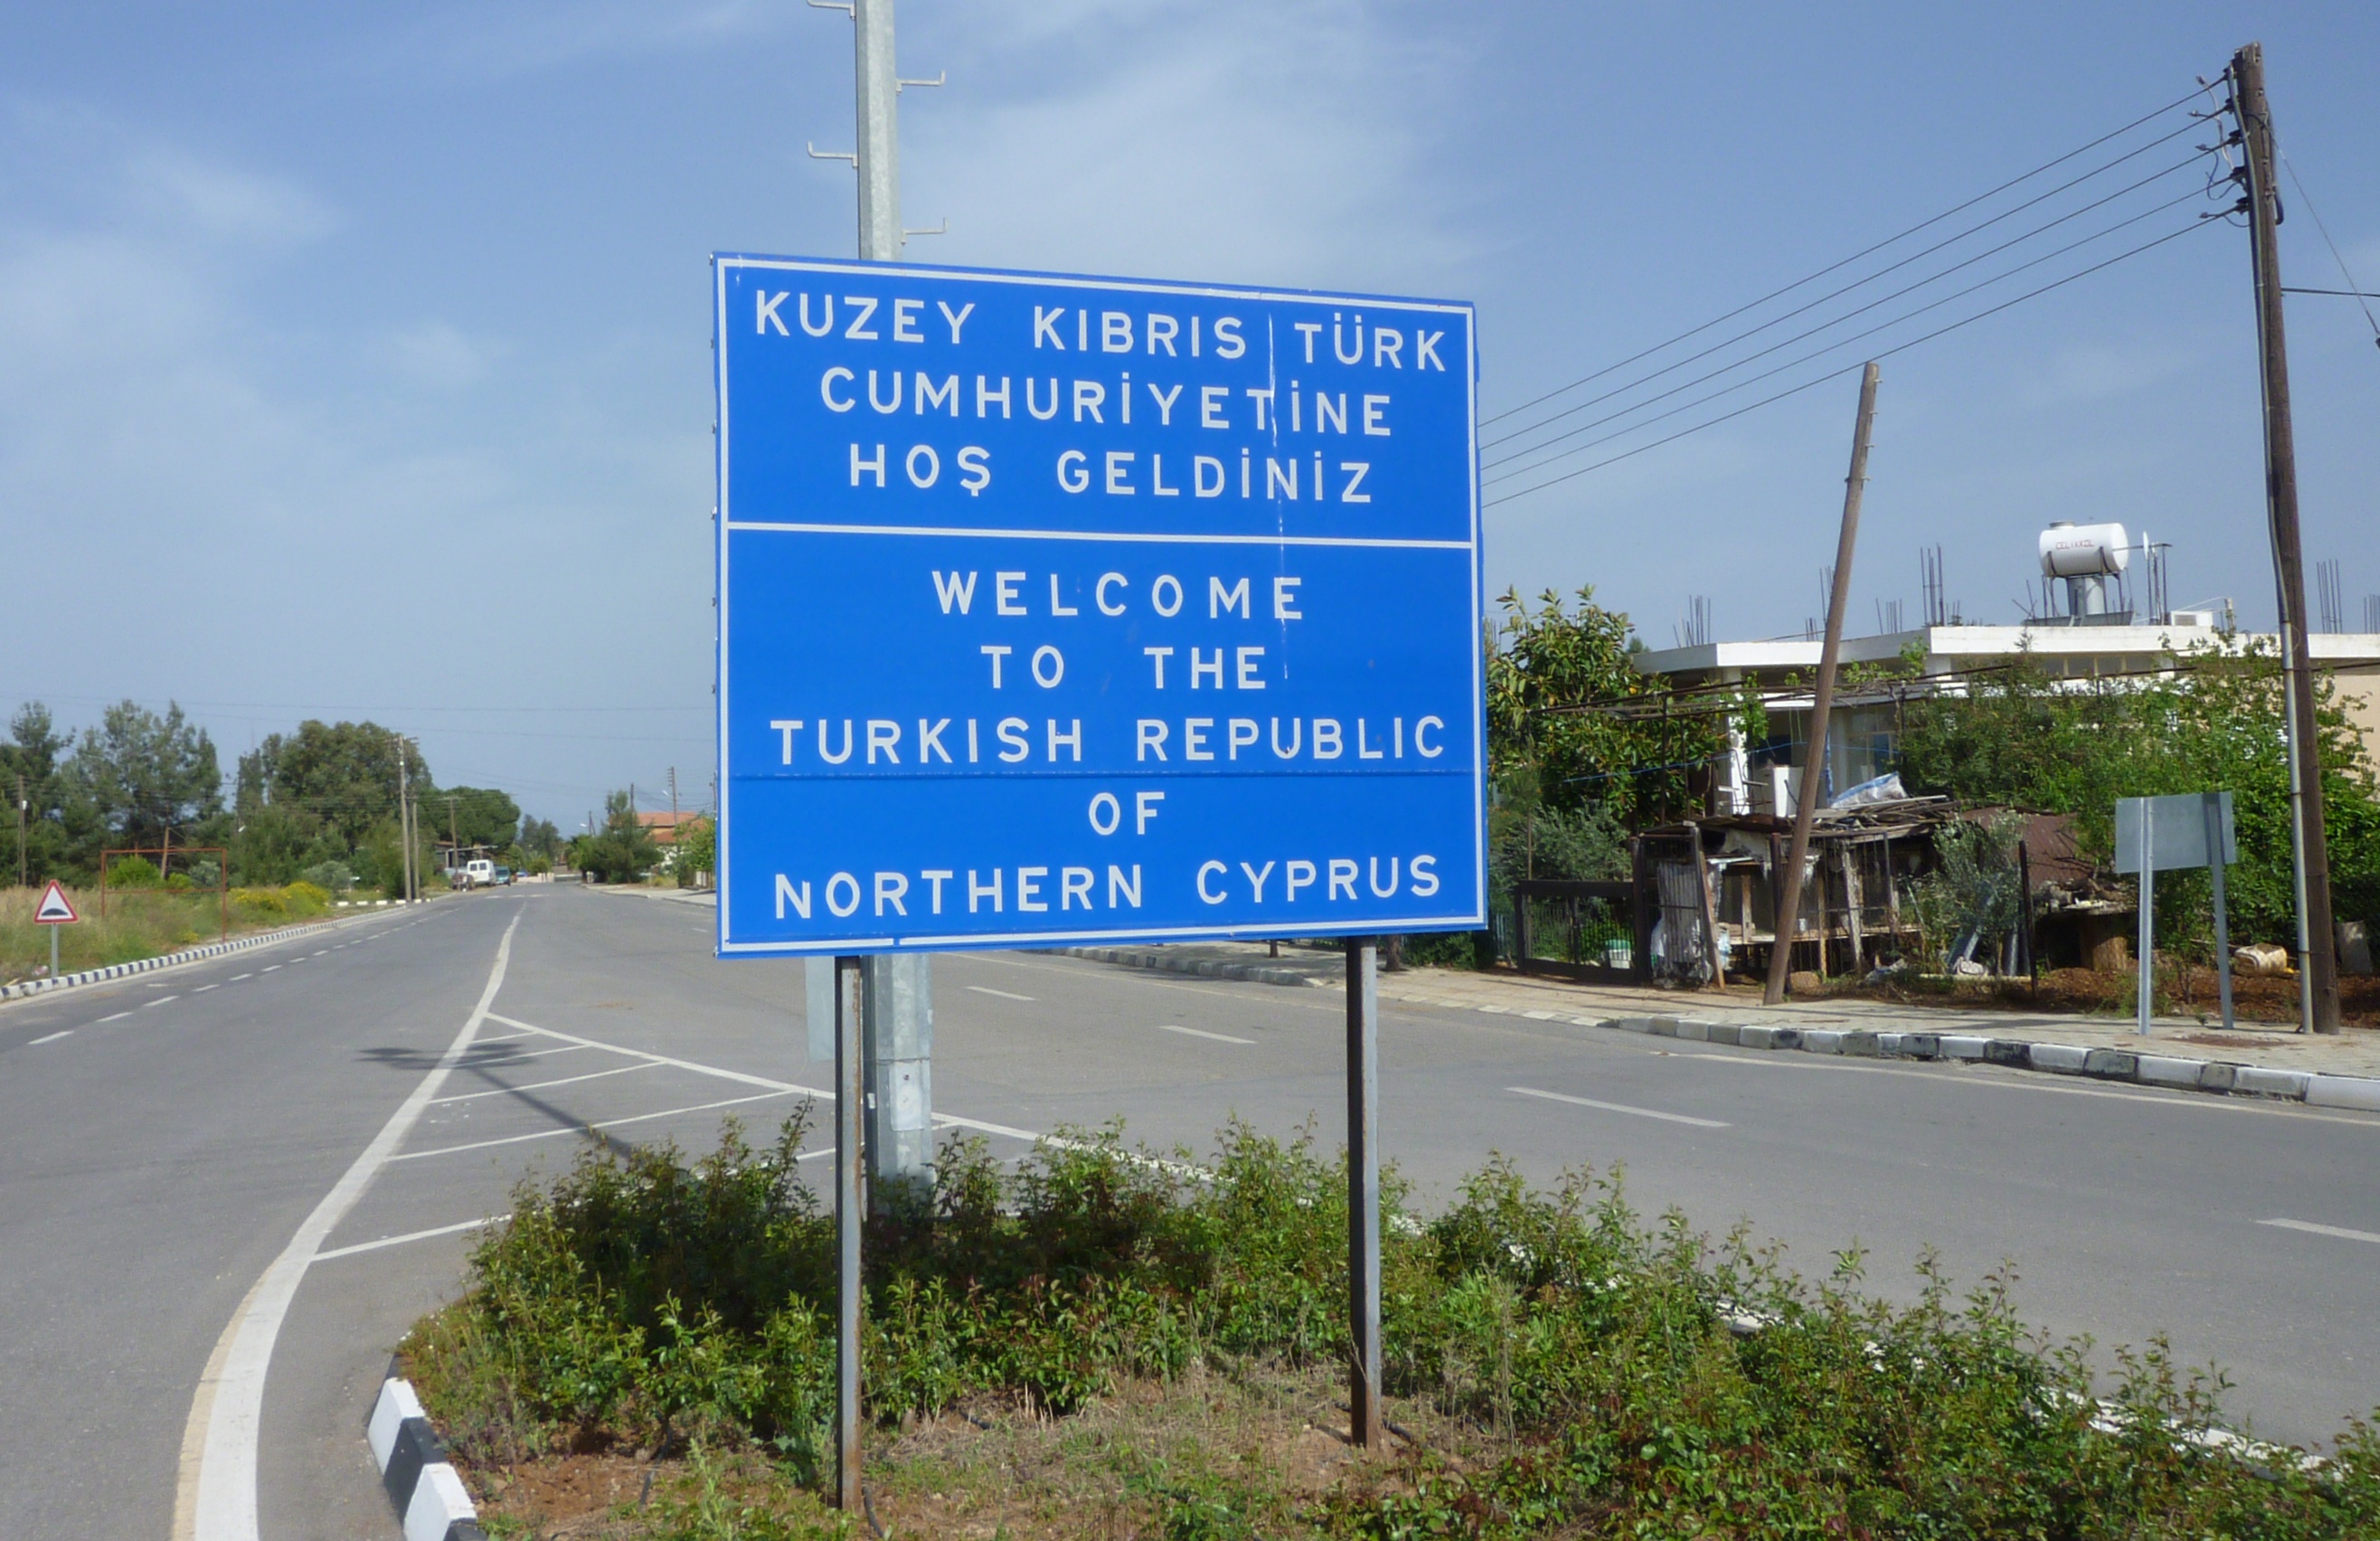 KUZEY KIBRIS TÜRK
CUMHURİYETİNE
HOŞ GELDİNİZ
WELCOME
TO THE
TURKISH REPUBLIC
OF
NORTHERN CYPRUS